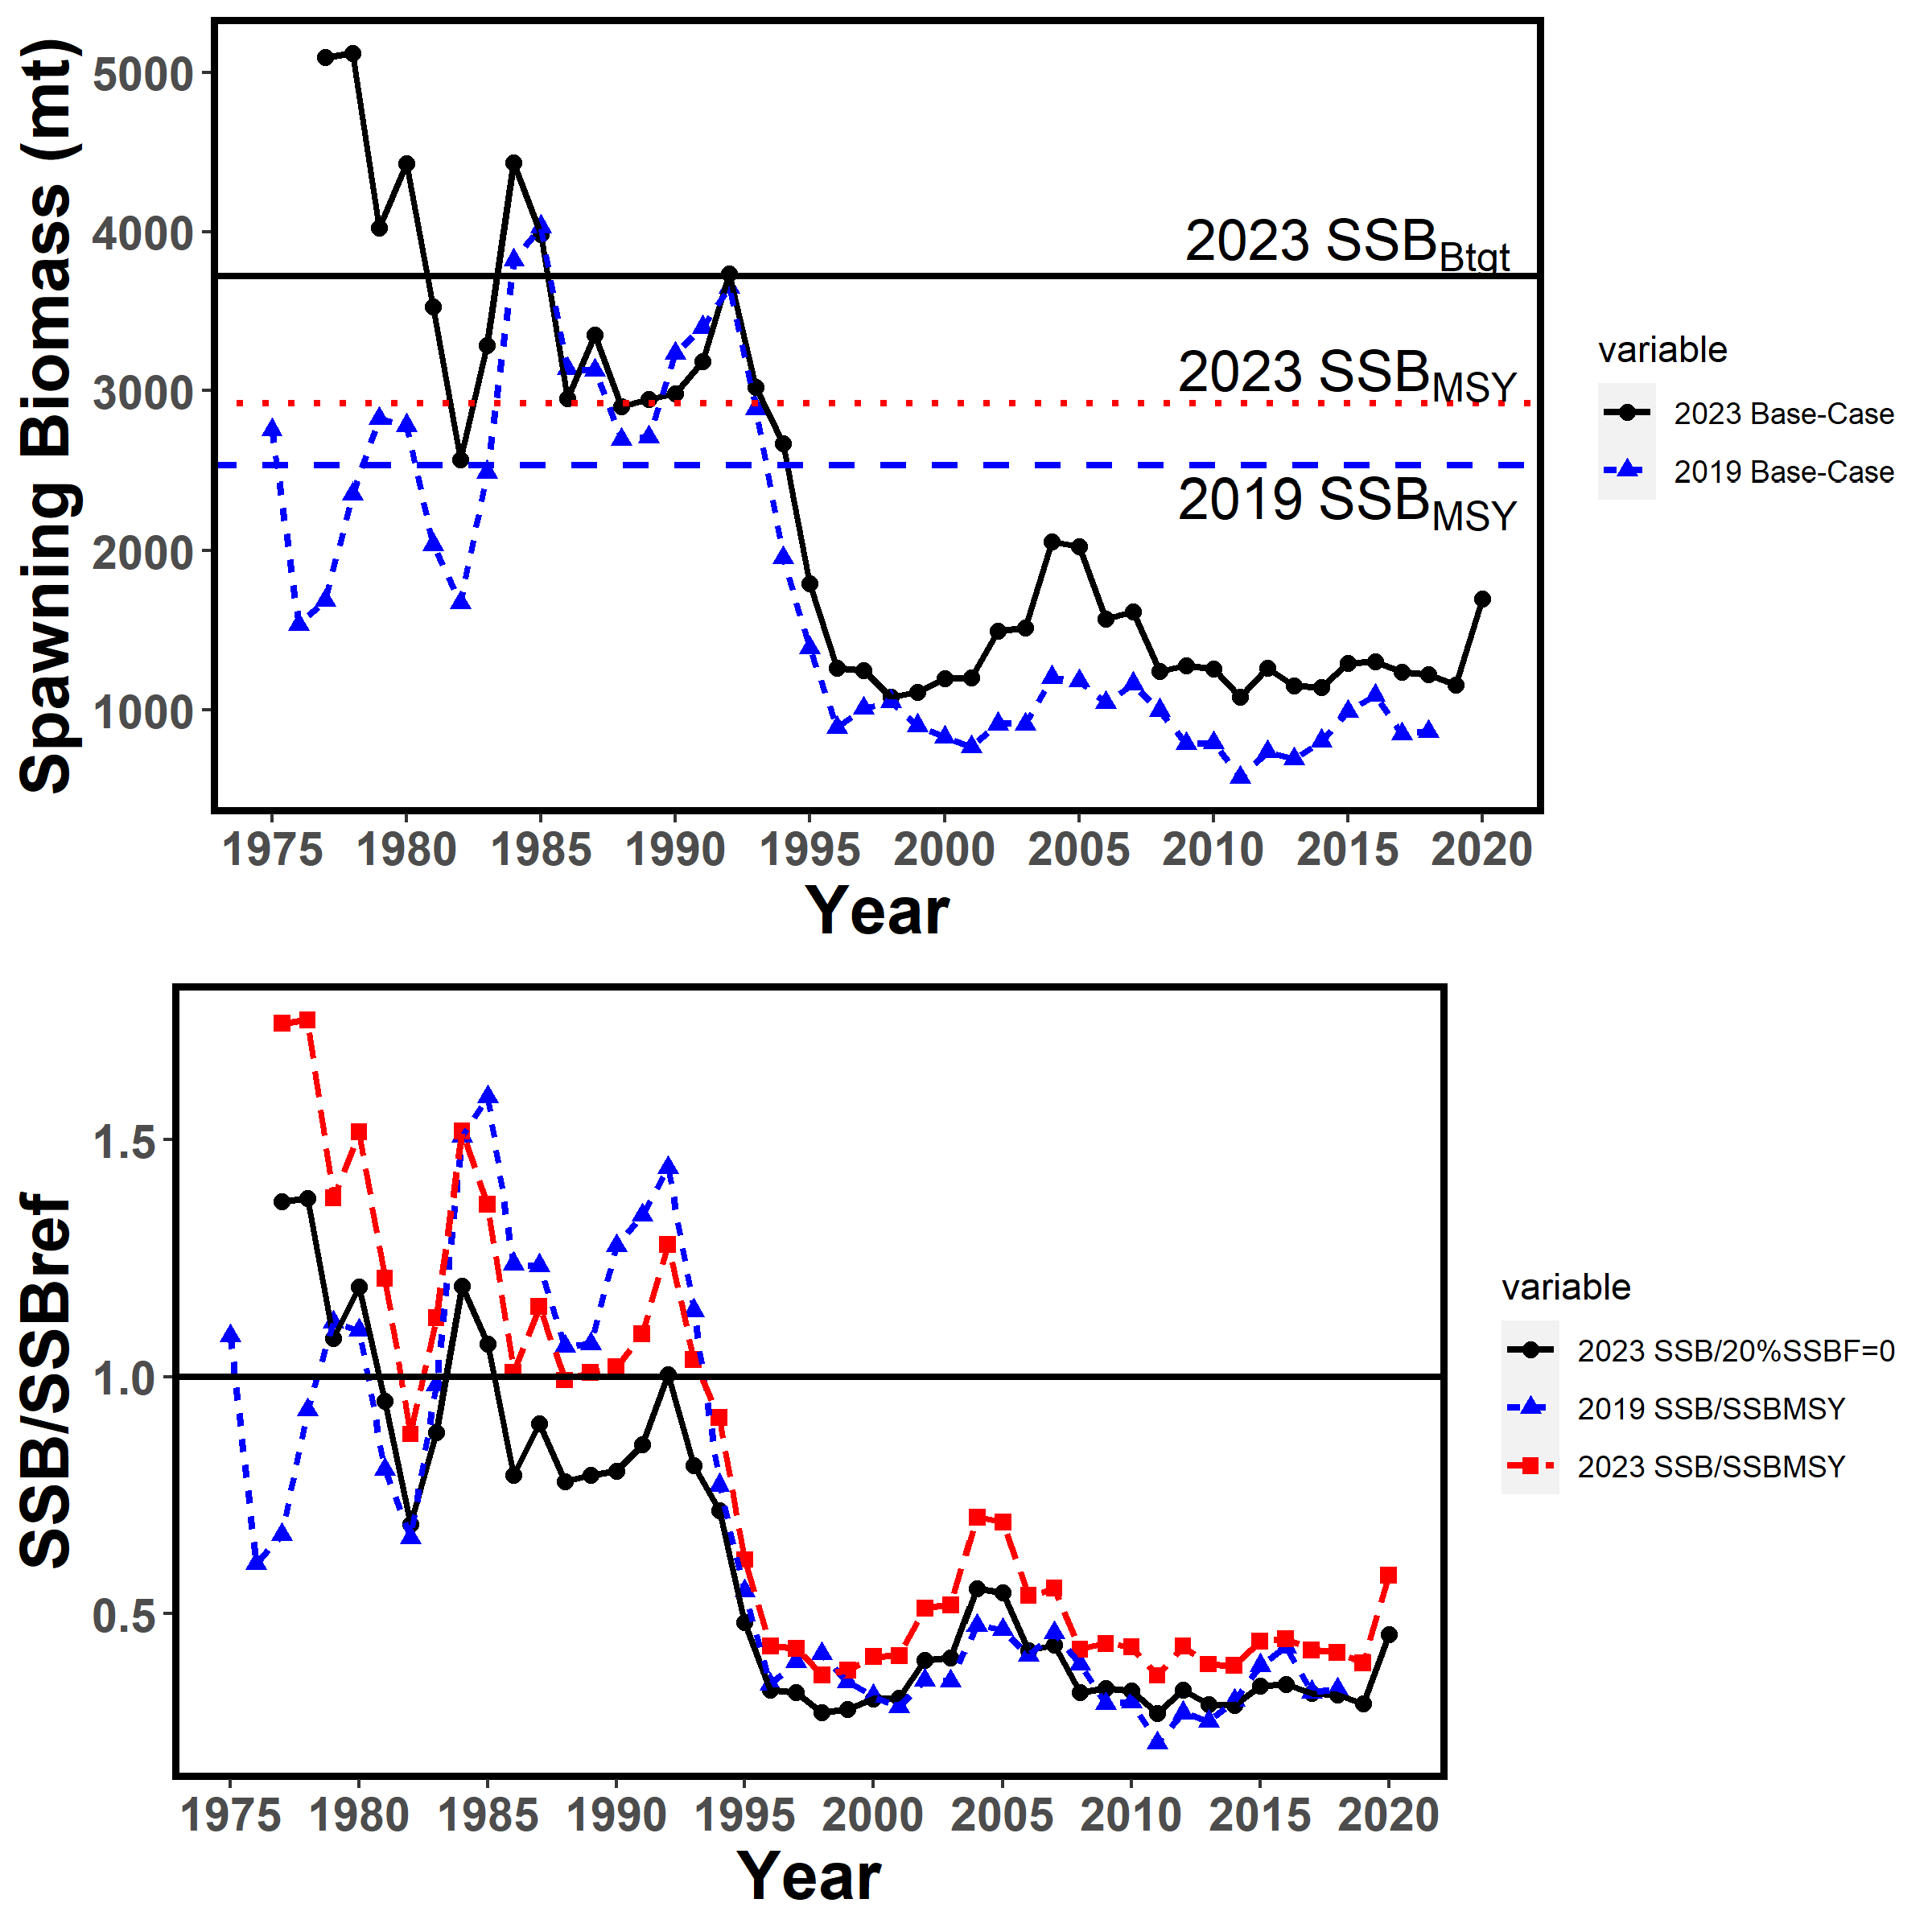 Spawning Biomass (mt)
5000
4000
3000
2000
1000
2023 SSBBtgt
2023 SSBMSY
2019 SSBMSY
1975 1980 1985 1990 1995 2000 2005 2010 2015 2020
Year
variable
2023 Base-Case
2019 Base-Case
SSB/SSBref
1.5
1.0
0.5
1975 1980 1985 1990 1995 2000 2005 2010 2015 2020
Year
variable
2023 SSB/20%SSBF=0
2019 SSB/SSBMSY
2023 SSB/SSBMSY